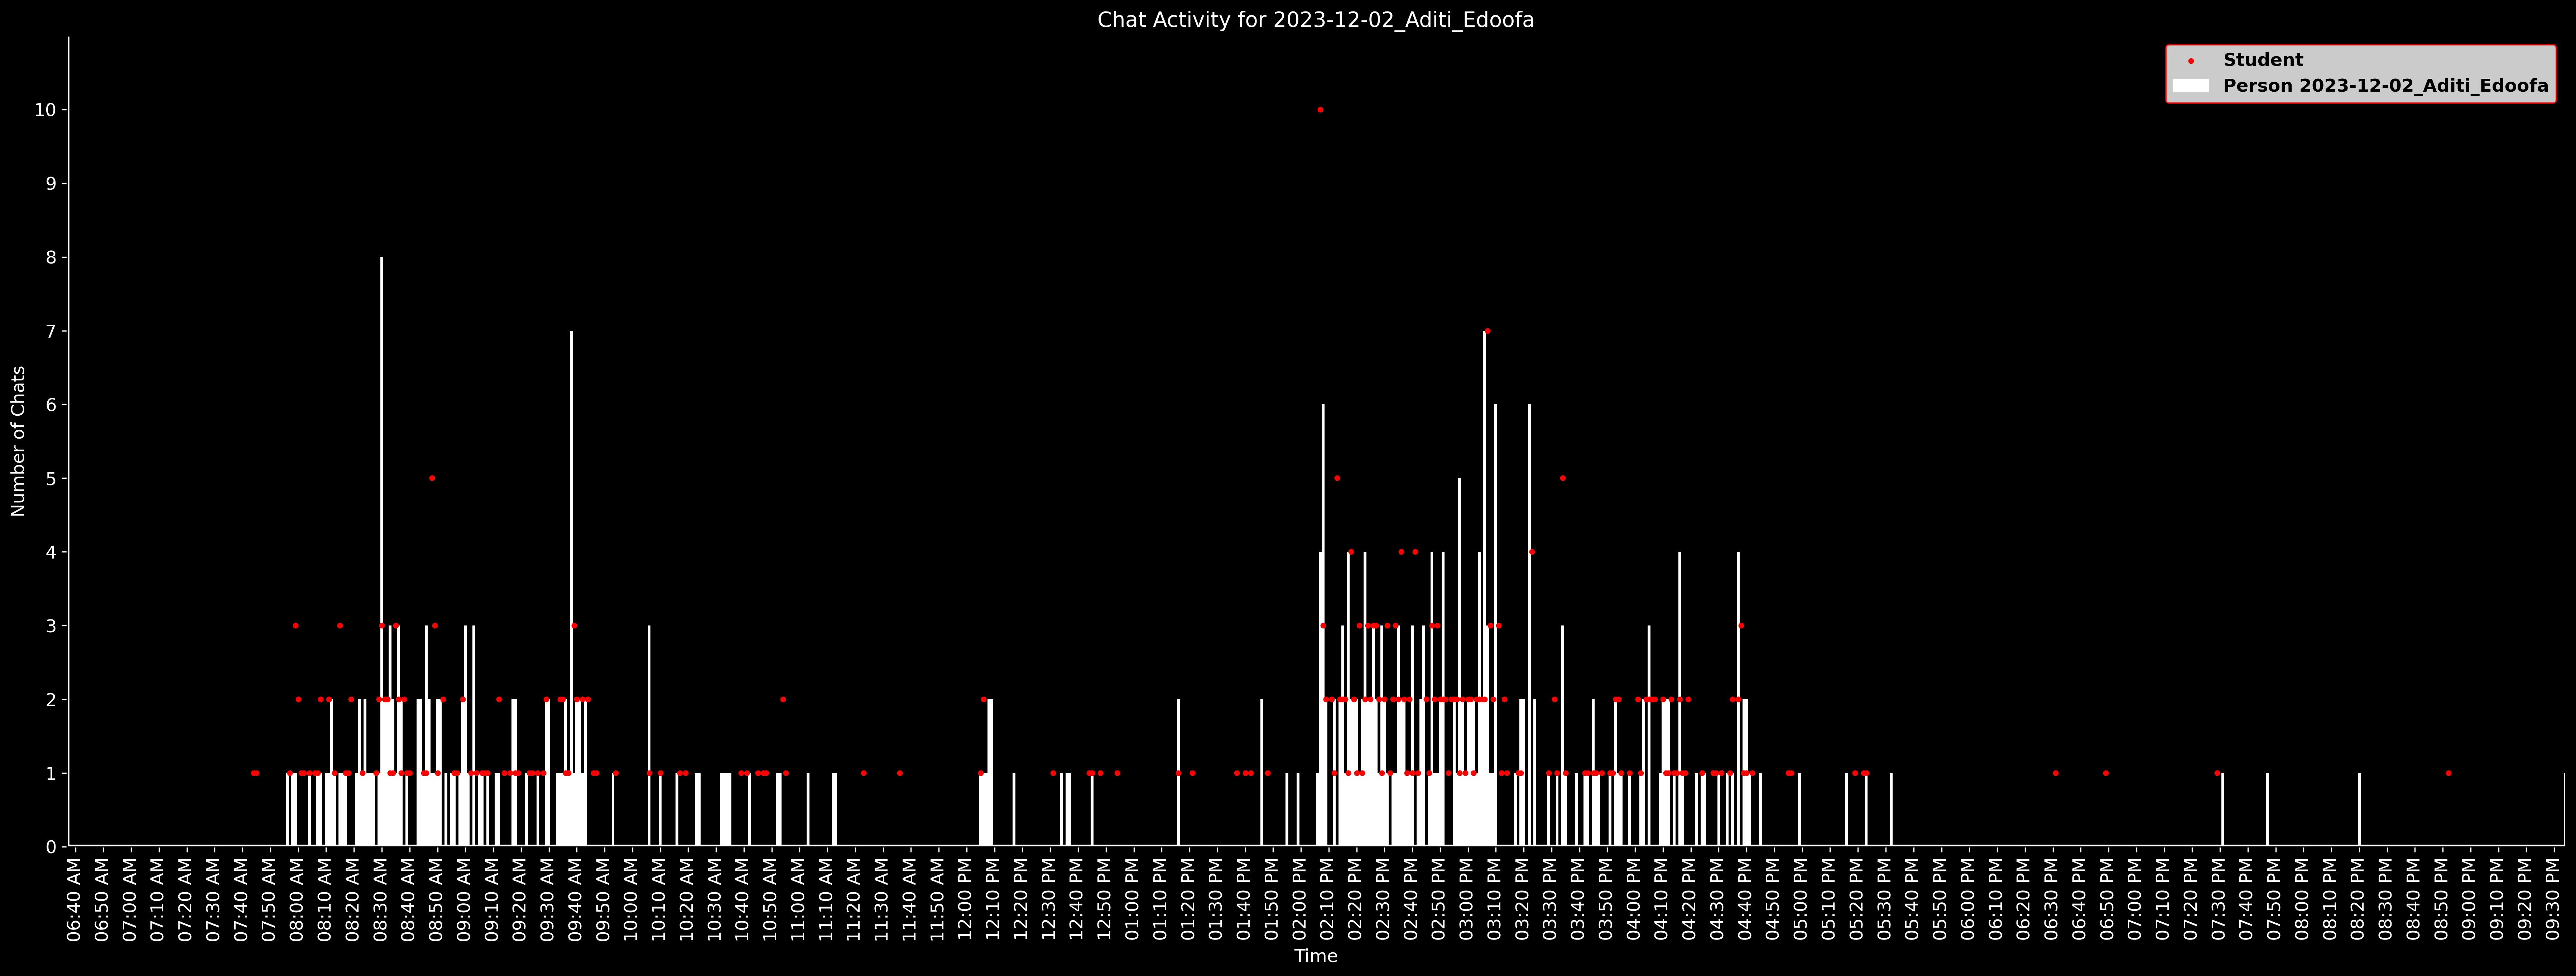 Chat Activity for 2023-12-02_Aditi_Edoofa
Student
Person 2023-12-02_Aditi_Edoofa
Number of Chats
10
9
8
7
6
5
4
3
2
1
0
06:40 AM
06:50 AM
07:00 AM
07:10 AM
07:20 AM
07:30 AM
07:40 AM
07:50 AM
08:00 AM
08:10 AM
08:20 AM
08:30 AM
08:40 AM
08:50 AM
09:00 AM
09:10 AM
09:20 AM
09:30 AM
09:40 AM
09:50 AM
10:00 AM
10:10 AM
10:20 AM
10:30 AM
10:40 AM
10:50 AM
11:00 AM
11:10 AM
11:20 AM
11:30 AM
11:40 AM
11:50 AM
12:00 PM
12:10 PM
12:20 PM
12:30 PM
12:40 PM
12:50 PM
01:00 PM
01:10 PM
01:20 PM
01:30 PM
01:40 PM
01:50 PM
02:00 PM
02:10 PM
02:20 PM
02:30 PM
02:40 PM
02:50 PM
03:00 PM
03:10 PM
03:20 PM
03:30 PM
03:40 PM
03:50 PM
04:00 PM
04:10 PM
04:20 PM
04:30 PM
04:40 PM
04:50 PM
05:00 PM
05:10 PM
05:20 PM
05:30 PM
05:40 PM
05:50 PM
06:00 PM
06:10 PM
06:20 PM
06:30 PM
06:40 PM
06:50 PM
07:00 PM
07:10 PM
07:20 PM
07:30 PM
07:40 PM
07:50 PM
08:00 PM
08:10 PM
08:20 PM
08:30 PM
08:40 PM
08:50 PM
09:00 PM
09:10 PM
09:20 PM
09:30 PM
Time